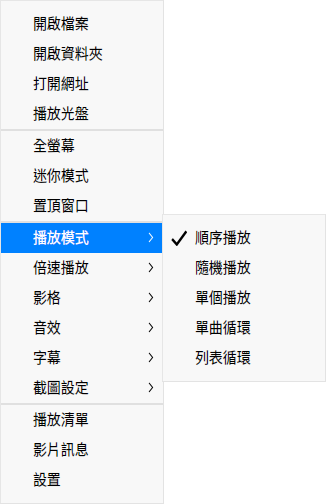 開啟檔案
開啟資料夾
打開網址
播放光盤
全螢幕
迷你模式
置頂窗口
播放模式
倍速播放
影格
音效
字幕
截圖設定
播放清單
影片訊息
設置
順序播放
隨機播放
單個播放
單曲循環
列表循環